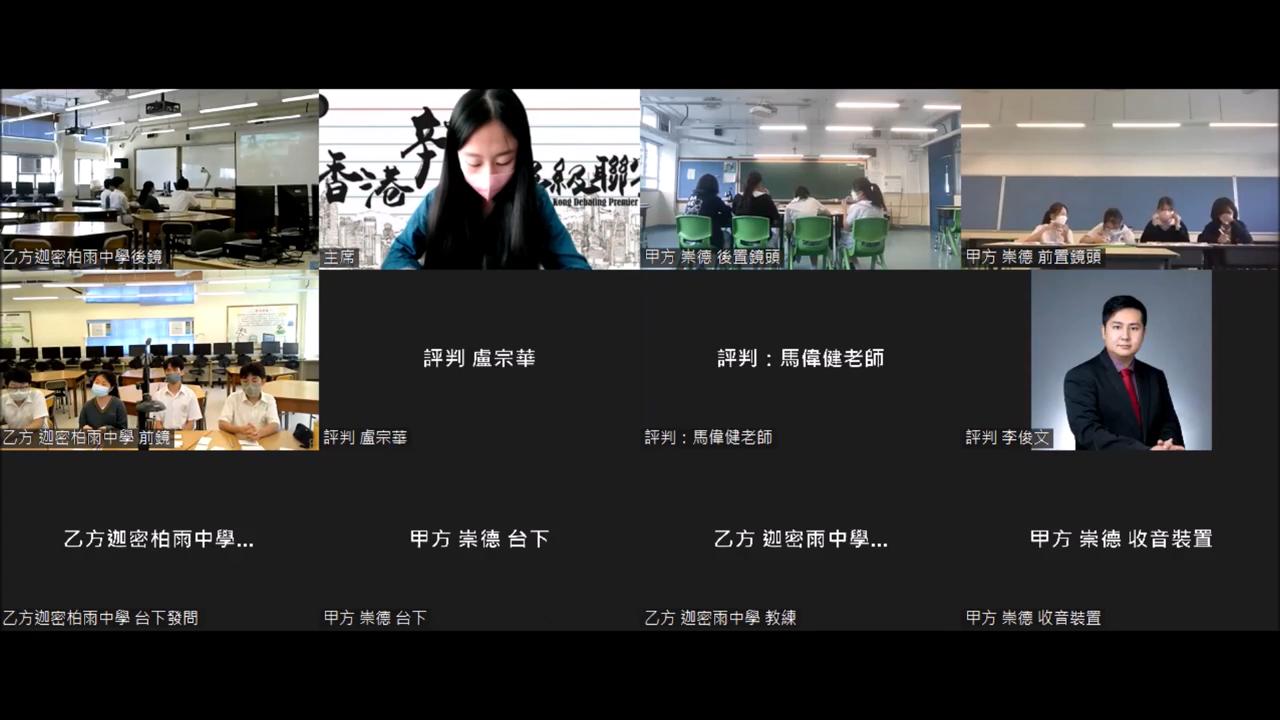 乙方迦密柏雨中學後鏡
香港辯
級聯
Kong Debating Premier
主席
甲方 崇德 後置鏡頭
甲方 崇德 前置鏡頭
乙方 迦密柏雨中學 前鏡
評判 盧宗華
評判 盧宗華
評判：馬偉健老師
評判：馬偉健老師
評判 李俊文
乙方迦密柏雨中學...
乙方迦密柏雨中學 台下發問
甲方 崇德 台下
甲方 崇德 台下
乙方 迦密雨中學...
乙方 迦密雨中學 教練
甲方 崇德 收音裝置
甲方 崇德 收音裝置